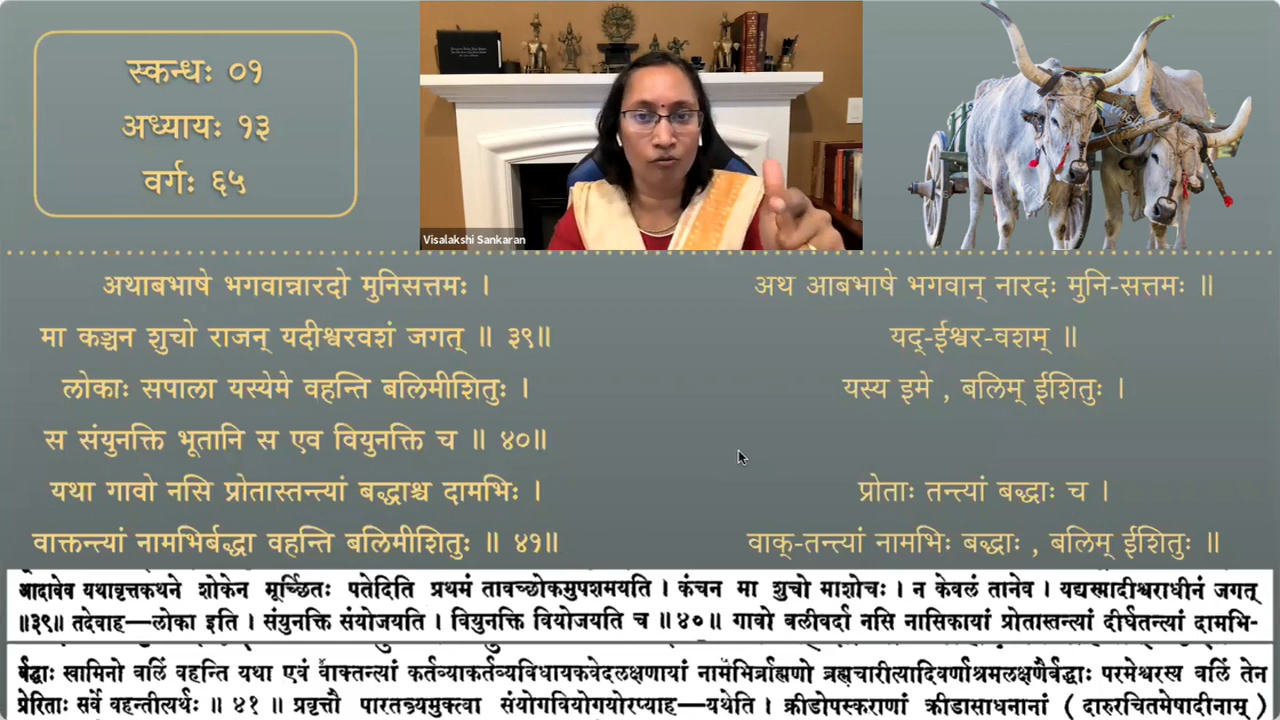 स्कन्धः ०१
अध्यायः १३
वर्गः ६५
Visalakshi Sankaran
अथाबभाषे भगवान्नारदो मुनिसत्तमः ।
अथ आबभाषे भगवान् नारदः मुनि-सत्तमः ॥
मा कञ्चन शुचो राजन् यदीश्वरवशं जगत् ॥ ३९॥
यद्-ईश्वर-वशम् ॥
लोकाः सपाला यस्येमे वहन्ति बलिमीशितुः ।
यस्य इमे , बलिम् ईशितुः ।
स संयुनक्ति भूतानि स एव वियुनक्ति च ॥ ४०॥
यथा गावो नसि प्रोतास्तन्त्यां बद्धाश्च दामभिः ।
प्रोताः तन्त्यां बद्धाः च ।
वाक्तन्त्यां नामभिर्बद्धा वहन्ति बलिमीशितुः ॥ ४१॥
वाक्-तन्त्यां नामभिः बद्धाः , बलिम् ईशितुः ॥
आदावेव यथावृत्तकथने शोकेन मूर्च्छितः पतेदिति प्रथमं तावच्छोकमुपशमयति । कंचन मा शुचो माशोचः । न केवलं तानेव । यद्यस्मादीश्वराधीनं जगत्
॥३९॥ तदेवाह—लोका इति । संयुनक्ति संयोजयति । वियुनक्ति वियोजयति च ॥ ४० ॥ गावो बलीवर्दा नसि नासिकायां प्रोतास्तन्त्यां दीर्घतन्त्यां दामभि-
र्बद्धाः स्वामिनो बलिं वहन्ति यथा एवं वाक्तन्त्यां कर्तव्याकर्तव्यविधायकवेदलक्षणायां नामभिर्ब्राह्मणो ब्रह्मचारीत्यादिवर्णाश्रमलक्षणैर्बद्धाः परमेश्वरस्य बलिं तेन
प्रेरिताः सर्वे वहन्तीत्यर्थः ॥ ४१ ॥ प्रवृत्तौ पारतन्त्र्यमुक्त्वा संयोगवियोगयोरप्याह—यथेति । क्रीडोपस्कराणां क्रीडासाधनानां ( दारुरचितमेषादीनाम् )